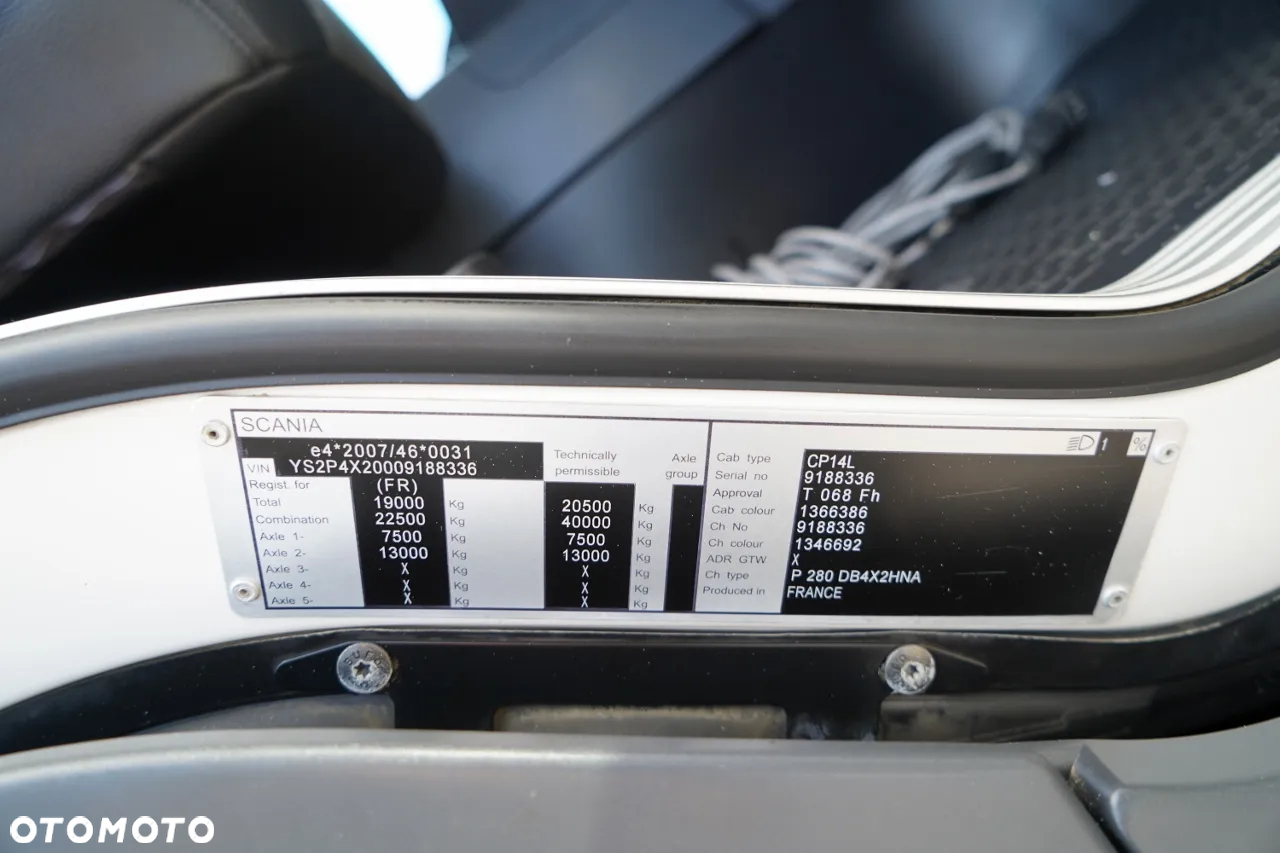 SCANIA
e4*2007/46*0031
VIN YS2P4X20009188336
Regist. for (FR)
Total 19000 Kg 20500 Kg
Combination 22500 Kg 40000 Kg
Axle 1- 7500 Kg 7500 Kg
Axle 2- 13000 Kg 13000 Kg
Axle 3- X Kg X Kg
Axle 4- X Kg X Kg
Axle 5- X Kg X Kg
Technically permissible
Axle group
1 %
Cab type CP14L
Serial no 9188336
Approval T 068 Fh
Cab colour 1366386
Ch No 9188336
Ch colour 1346692
ADR GTW X
Ch type P 280 DB4X2HNA
Produced in FRANCE
OTOMOTO